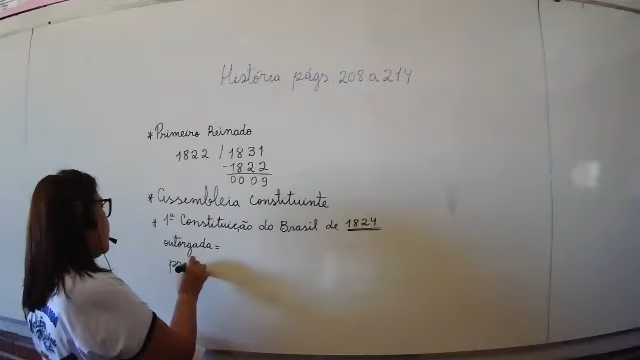 História págs 208 a 214
* Primeiro Reinado
1822 / 1831
-1822
0009
* Assembleia Constituinte
* 1ª Constituição do Brasil de 1824
outorgada =